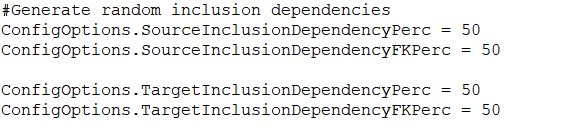 #Generate random inclusion dependencies
ConfigOptions.SourceInclusionDependencyPerc = 50
ConfigOptions.SourceInclusionDependencyFKPerc = 50
ConfigOptions.TargetInclusionDependencyPerc = 50
ConfigOptions.TargetInclusionDependencyFKPerc = 50